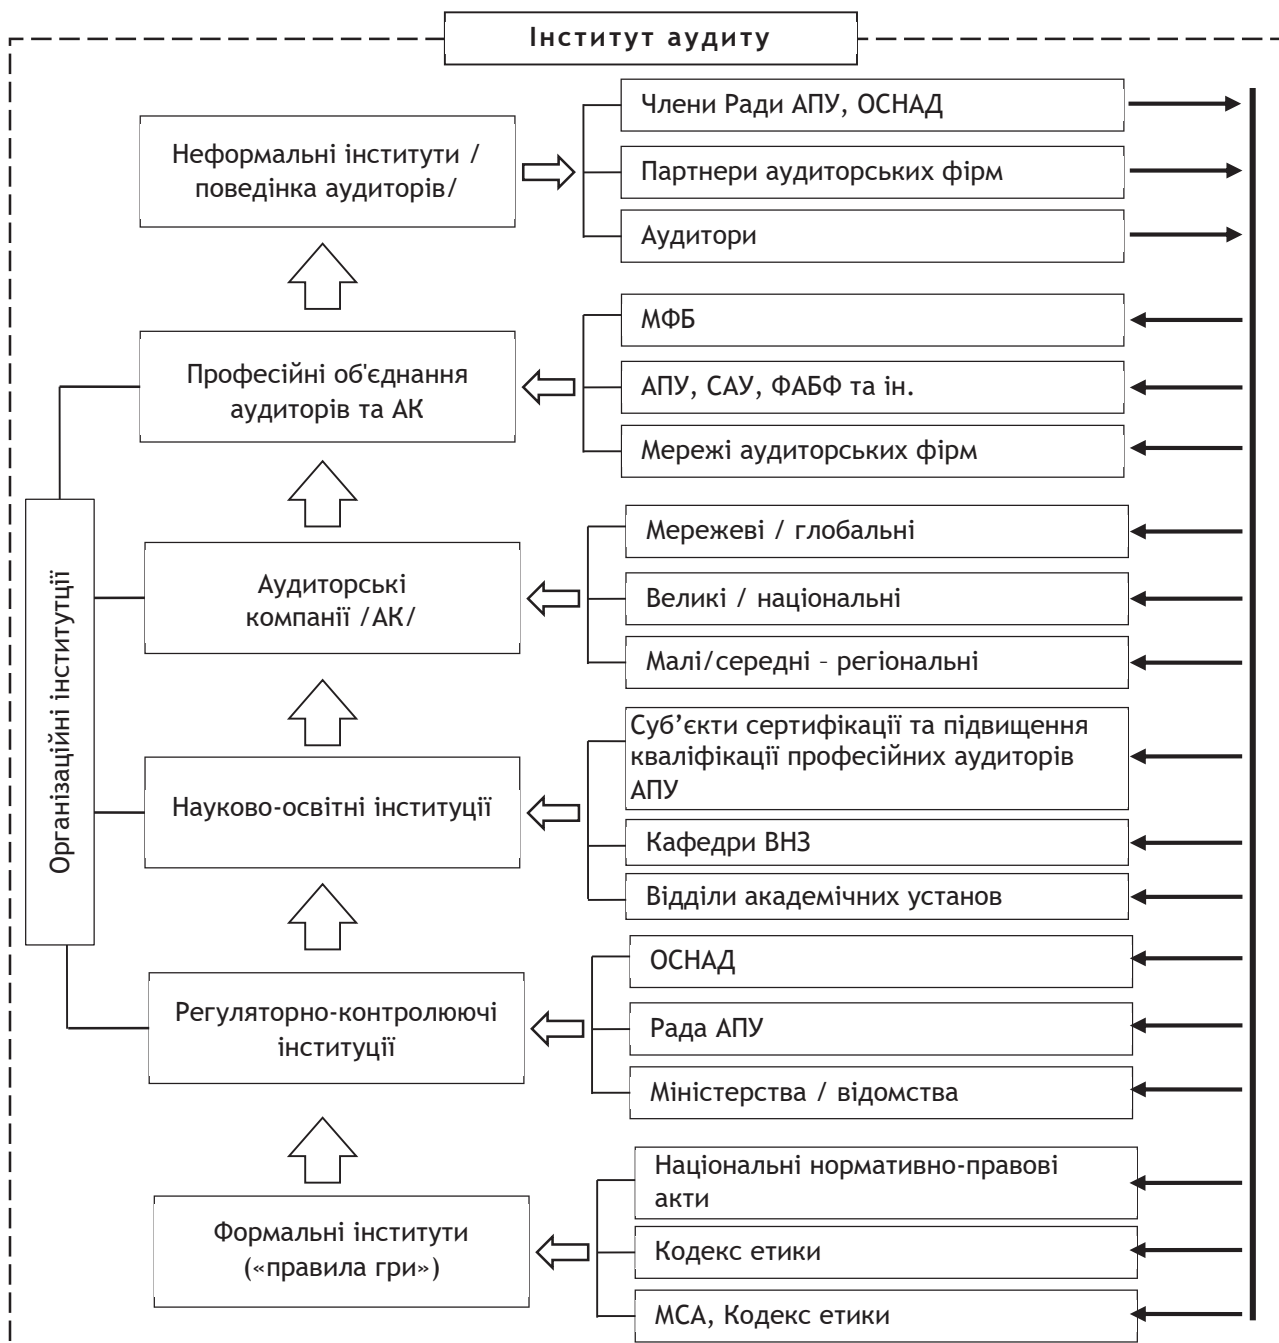 Інститут аудиту
Члени Ради АПУ, ОСНАД
Неформальні інститути /
поведінка аудиторів/
Партнери аудиторських фірм
Аудитори
МФБ
Професійні об'єднання
аудиторів та АК
АПУ, САУ, ФАБФ та ін.
Мережі аудиторських фірм
Організаційні інститутції
Мережеві / глобальні
Аудиторські
компанії /АК/
Великі / національні
Малі/середні – регіональні
Суб’єкти сертифікації та підвищення
кваліфікації професійних аудиторів
АПУ
Науково-освітні інституції
Кафедри ВНЗ
Відділи академічних установ
ОСНАД
Регуляторно-контролюючі
інституції
Рада АПУ
Міністерства / відомства
Національні нормативно-правові
акти
Формальні інститути
(«правила гри»)
Кодекс етики
МСА, Кодекс етики